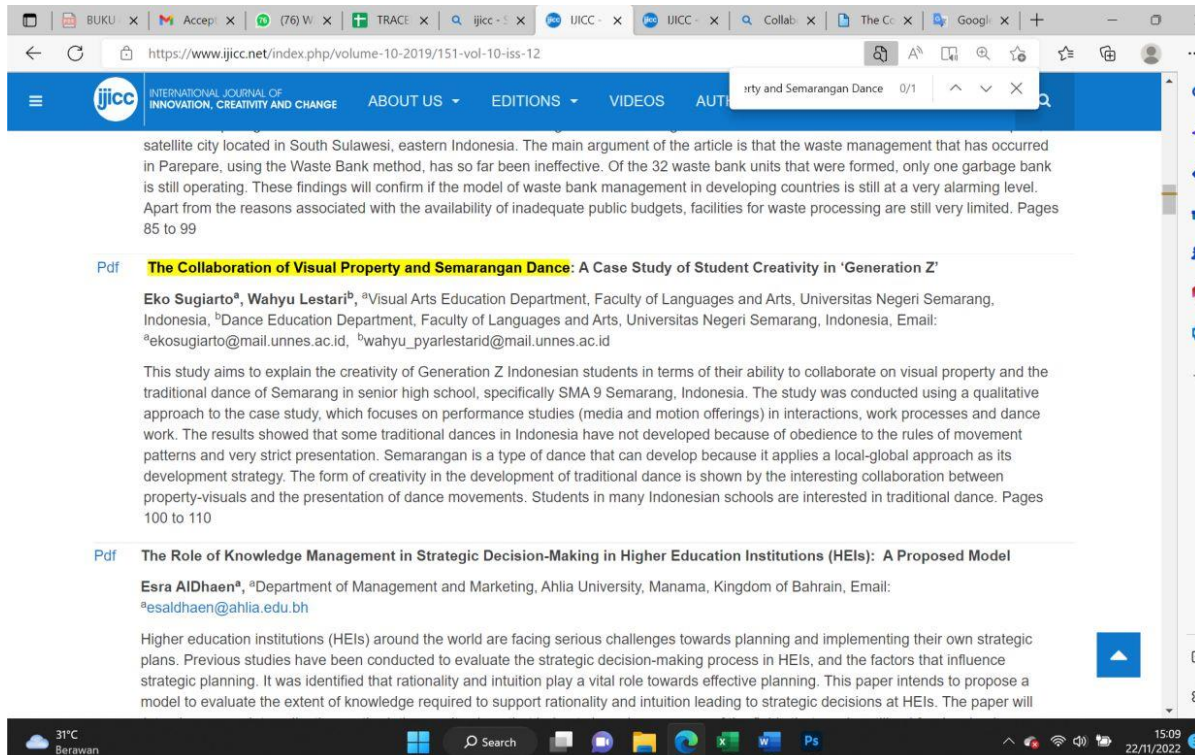 BUKU
Accept
(76) W
TRACE
ijicc - S
IJICC -
IJICC -
Collab
The Co
Google
https://www.ijicc.net/index.php/volume-10-2019/151-vol-10-iss-12
ijicc
INTERNATIONAL JOURNAL OF
INNOVATION, CREATIVITY AND CHANGE
ABOUT US
EDITIONS
VIDEOS
AUTH
erty and Semarangan Dance 0/1
satellite city located in South Sulawesi, eastern Indonesia. The main argument of the article is that the waste management that has occurred
in Parepare, using the Waste Bank method, has so far been ineffective. Of the 32 waste bank units that were formed, only one garbage bank
is still operating. These findings will confirm if the model of waste bank management in developing countries is still at a very alarming level.
Apart from the reasons associated with the availability of inadequate public budgets, facilities for waste processing are still very limited. Pages
85 to 99
Pdf The Collaboration of Visual Property and Semarangan Dance: A Case Study of Student Creativity in ‘Generation Z’
Eko Sugiartoᵃ, Wahyu Lestariᵇ, ᵃVisual Arts Education Department, Faculty of Languages and Arts, Universitas Negeri Semarang,
Indonesia, ᵇDance Education Department, Faculty of Languages and Arts, Universitas Negeri Semarang, Indonesia, Email:
ᵃekosugiarto@mail.unnes.ac.id, ᵇwahyu_pyarlestarid@mail.unnes.ac.id
This study aims to explain the creativity of Generation Z Indonesian students in terms of their ability to collaborate on visual property and the
traditional dance of Semarang in senior high school, specifically SMA 9 Semarang, Indonesia. The study was conducted using a qualitative
approach to the case study, which focuses on performance studies (media and motion offerings) in interactions, work processes and dance
work. The results showed that some traditional dances in Indonesia have not developed because of obedience to the rules of movement
patterns and very strict presentation. Semarangan is a type of dance that can develop because it applies a local-global approach as its
development strategy. The form of creativity in the development of traditional dance is shown by the interesting collaboration between
property-visuals and the presentation of dance movements. Students in many Indonesian schools are interested in traditional dance. Pages
100 to 110
Pdf The Role of Knowledge Management in Strategic Decision-Making in Higher Education Institutions (HEIs): A Proposed Model
Esra AlDhaenᵃ, ᵃDepartment of Management and Marketing, Ahlia University, Manama, Kingdom of Bahrain, Email:
ᵃesaldhaen@ahlia.edu.bh
Higher education institutions (HEIs) around the world are facing serious challenges towards planning and implementing their own strategic
plans. Previous studies have been conducted to evaluate the strategic decision-making process in HEIs, and the factors that influence
strategic planning. It was identified that rationality and intuition play a vital role towards effective planning. This paper intends to propose a
model to evaluate the extent of knowledge required to support rationality and intuition leading to strategic decisions at HEIs. The paper will
31°C
Berawan
Search
Ps
15:09
22/11/2022